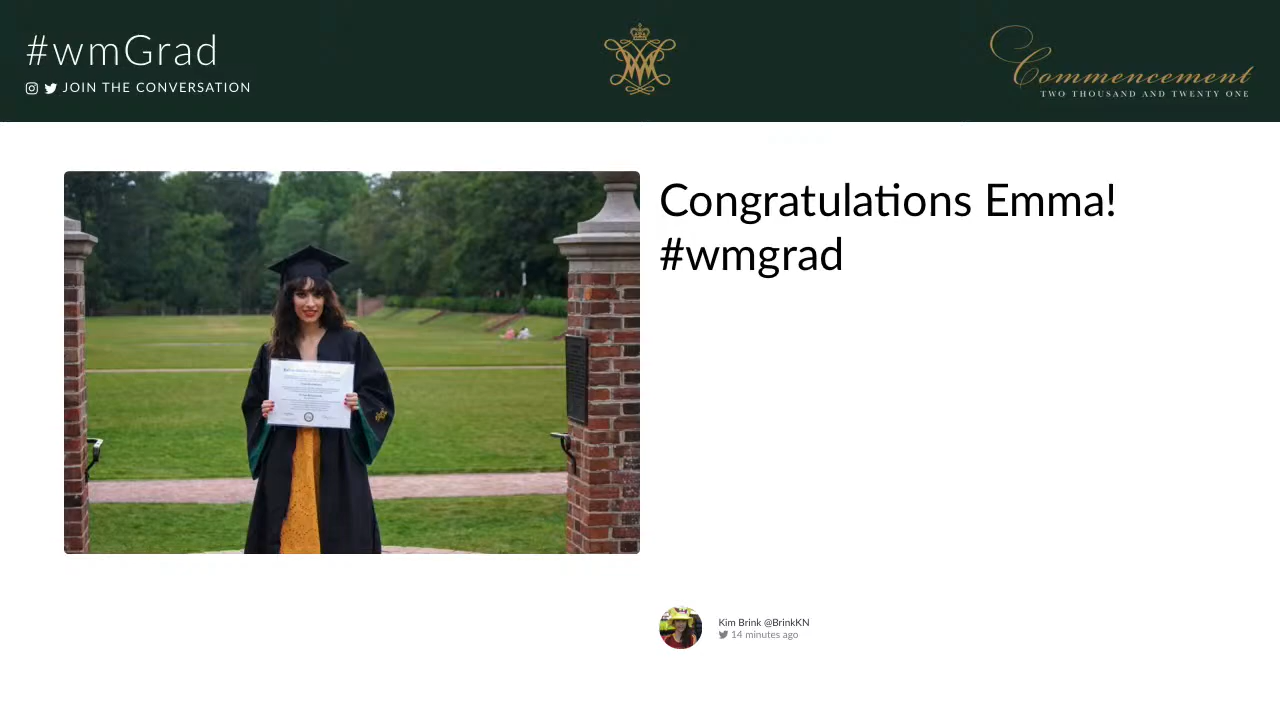 #wmGrad
JOIN THE CONVERSATION
Commencement
TWO THOUSAND AND TWENTY ONE
Congratulations Emma!
#wmgrad
Kim Brink @BrinkKN
14 minutes ago